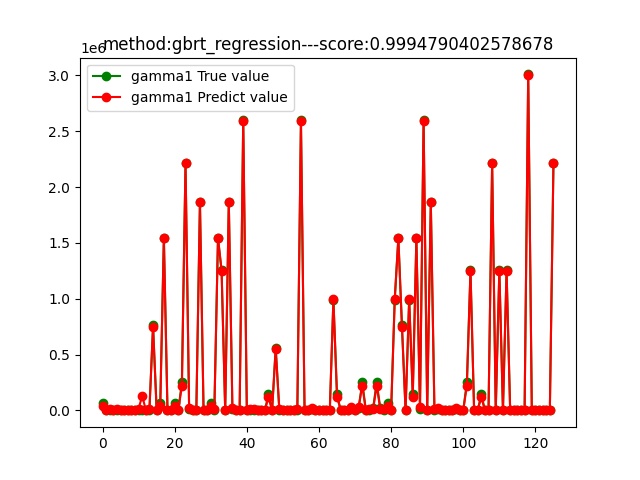 method:gbrt_regression---score:0.9994790402578678
1e6
gamma1 True value
gamma1 Predict value
3.0
2.5
2.0
1.5
1.0
0.5
0.0
0 20 40 60 80 100 120